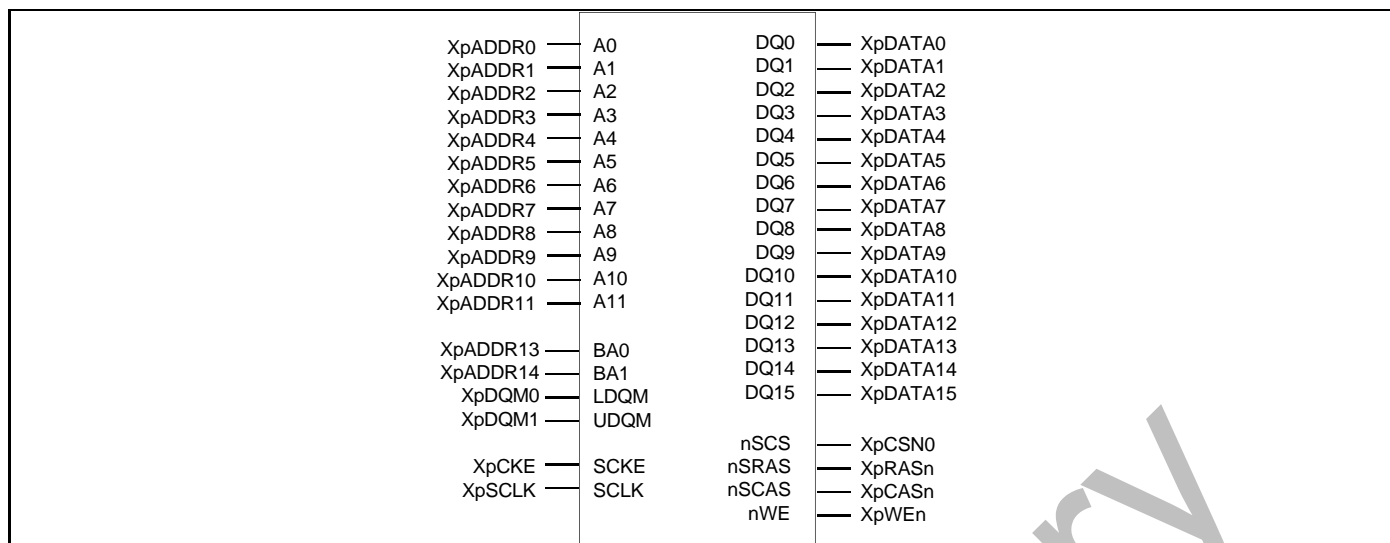 XpADDR0 A0 DQ0 XpDATA0
XpADDR1 A1 DQ1 XpDATA1
XpADDR2 A2 DQ2 XpDATA2
XpADDR3 A3 DQ3 XpDATA3
XpADDR4 A4 DQ4 XpDATA4
XpADDR5 A5 DQ5 XpDATA5
XpADDR6 A6 DQ6 XpDATA6
XpADDR7 A7 DQ7 XpDATA7
XpADDR8 A8 DQ8 XpDATA8
XpADDR9 A9 DQ9 XpDATA9
XpADDR10 A10 DQ10 XpDATA10
XpADDR11 A11 DQ11 XpDATA11
DQ12 XpDATA12
XpADDR13 BA0 DQ13 XpDATA13
XpADDR14 BA1 DQ14 XpDATA14
XpDQM0 LDQM DQ15 XpDATA15
XpDQM1 UDQM
nSCS XpCSN0
XpCKE SCKE nSRAS XpRASn
XpSCLK SCLK nSCAS XpCASn
nWE XpWEn
ry